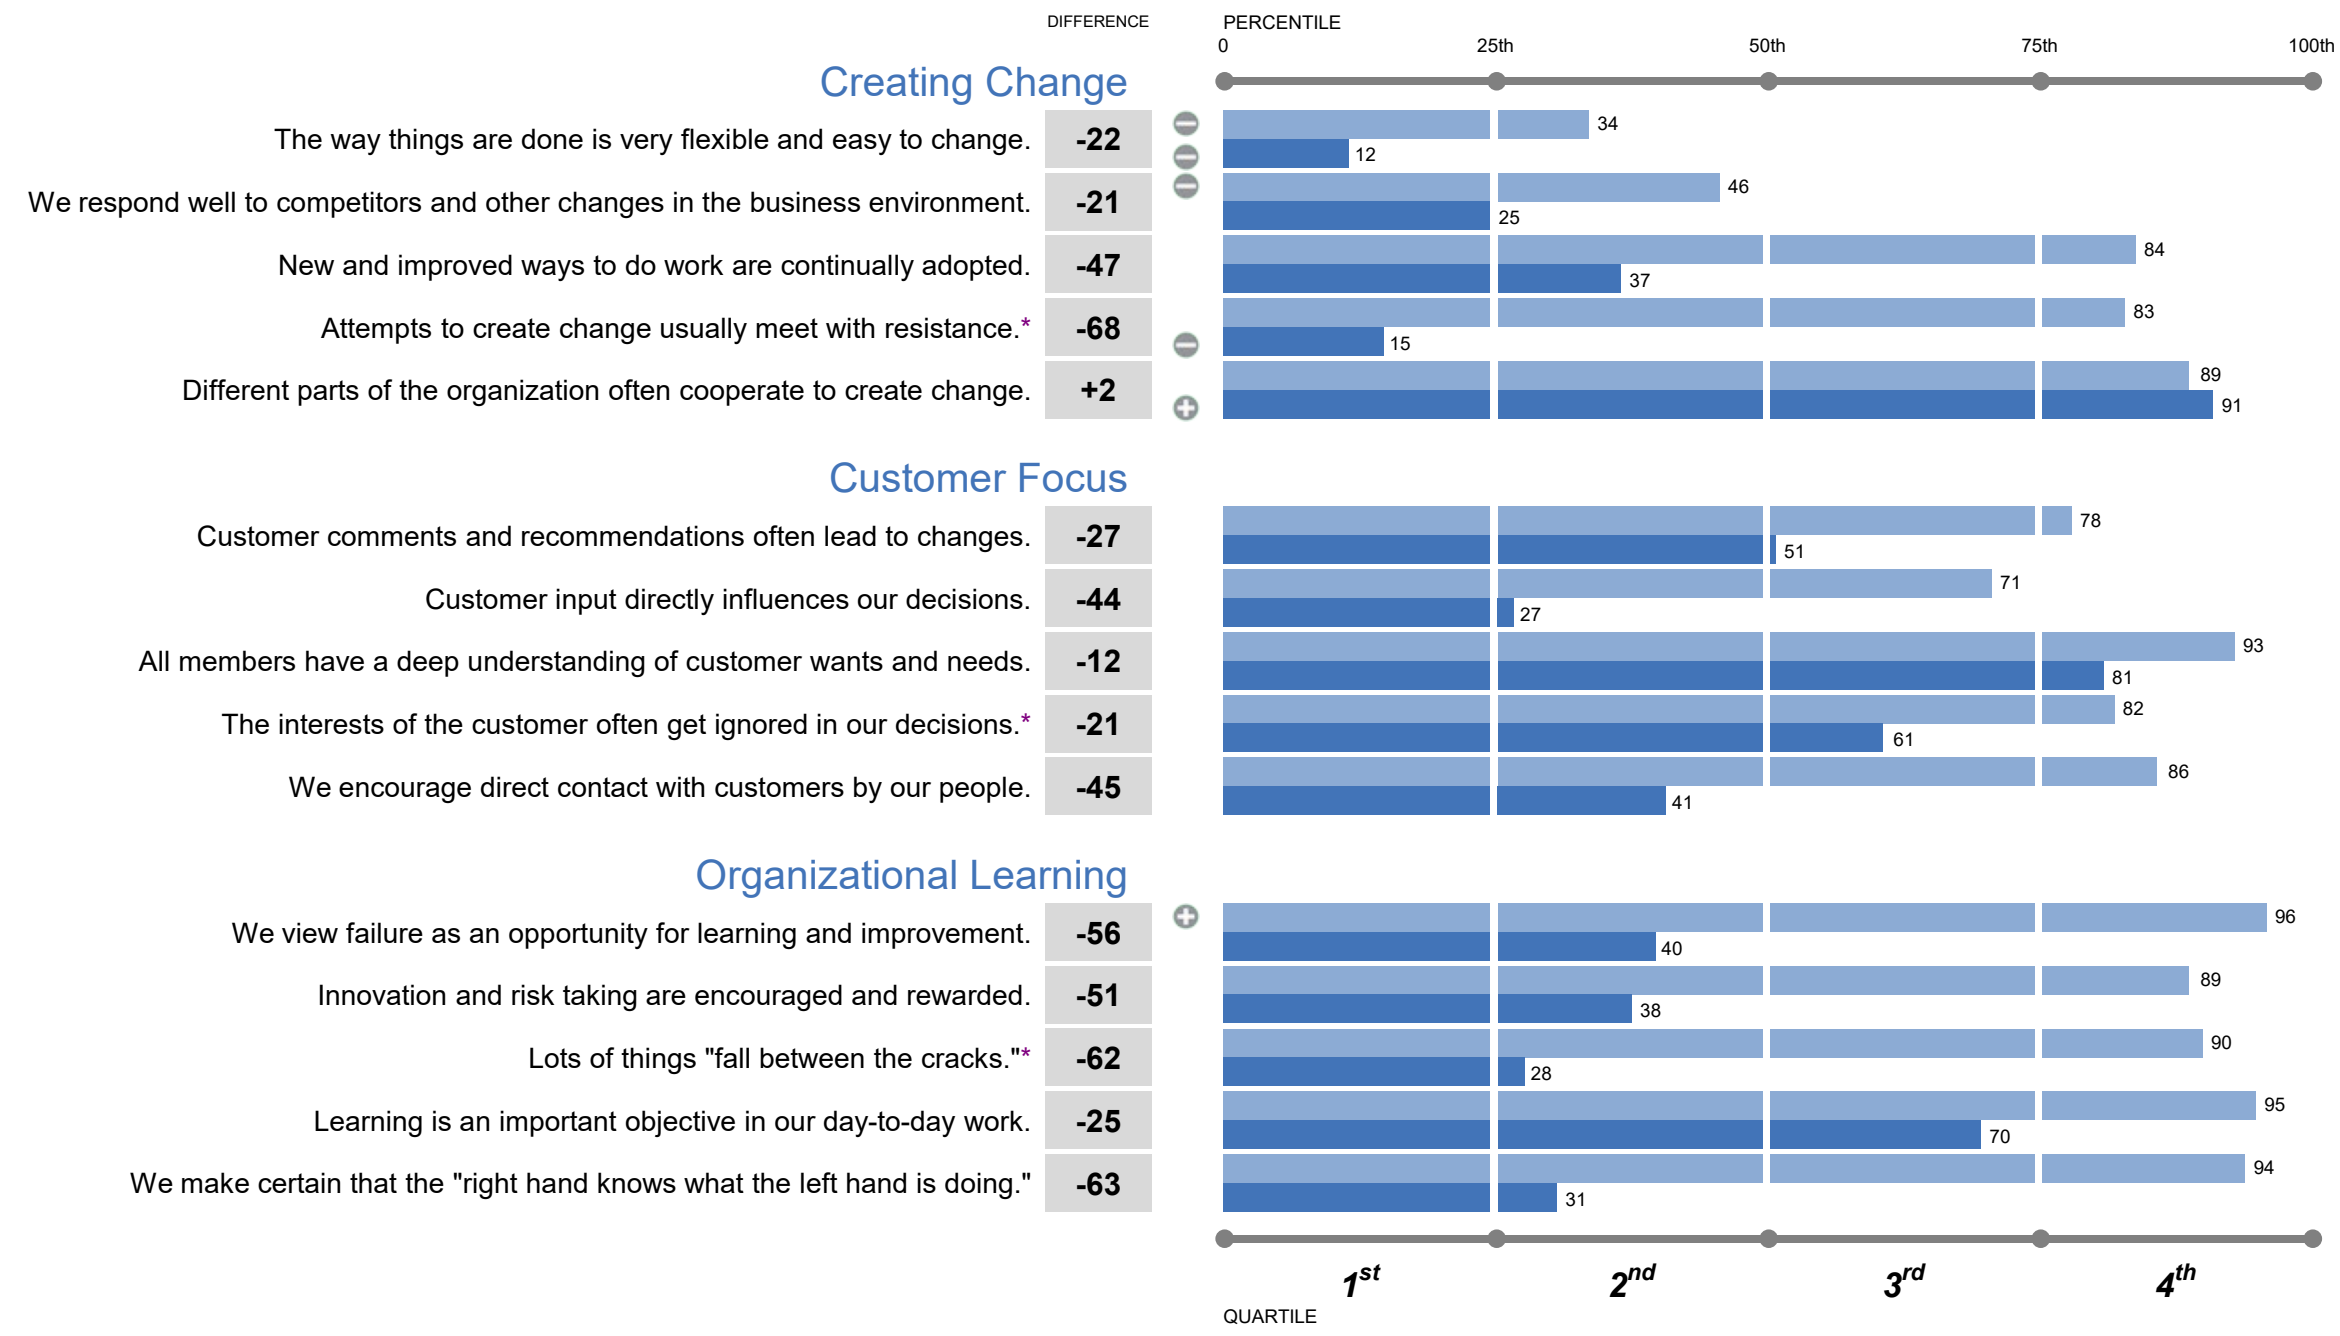 DIFFERENCE PERCENTILE
0 25th 50th 75th 100th
Creating Change
The way things are done is very flexible and easy to change. -22 34
12
We respond well to competitors and other changes in the business environment. -21 46
25
New and improved ways to do work are continually adopted. -47 84
37
Attempts to create change usually meet with resistance.* -68 83
15
Different parts of the organization often cooperate to create change. +2 89
91
Customer Focus
Customer comments and recommendations often lead to changes. -27 78
51
Customer input directly influences our decisions. -44 71
27
All members have a deep understanding of customer wants and needs. -12 93
81
The interests of the customer often get ignored in our decisions.* -21 82
61
We encourage direct contact with customers by our people. -45 86
41
Organizational Learning
We view failure as an opportunity for learning and improvement. -56 96
40
Innovation and risk taking are encouraged and rewarded. -51 89
38
Lots of things "fall between the cracks."* -62 90
28
Learning is an important objective in our day-to-day work. -25 95
70
We make certain that the "right hand knows what the left hand is doing." -63 94
31
1st 2nd 3rd 4th
QUARTILE